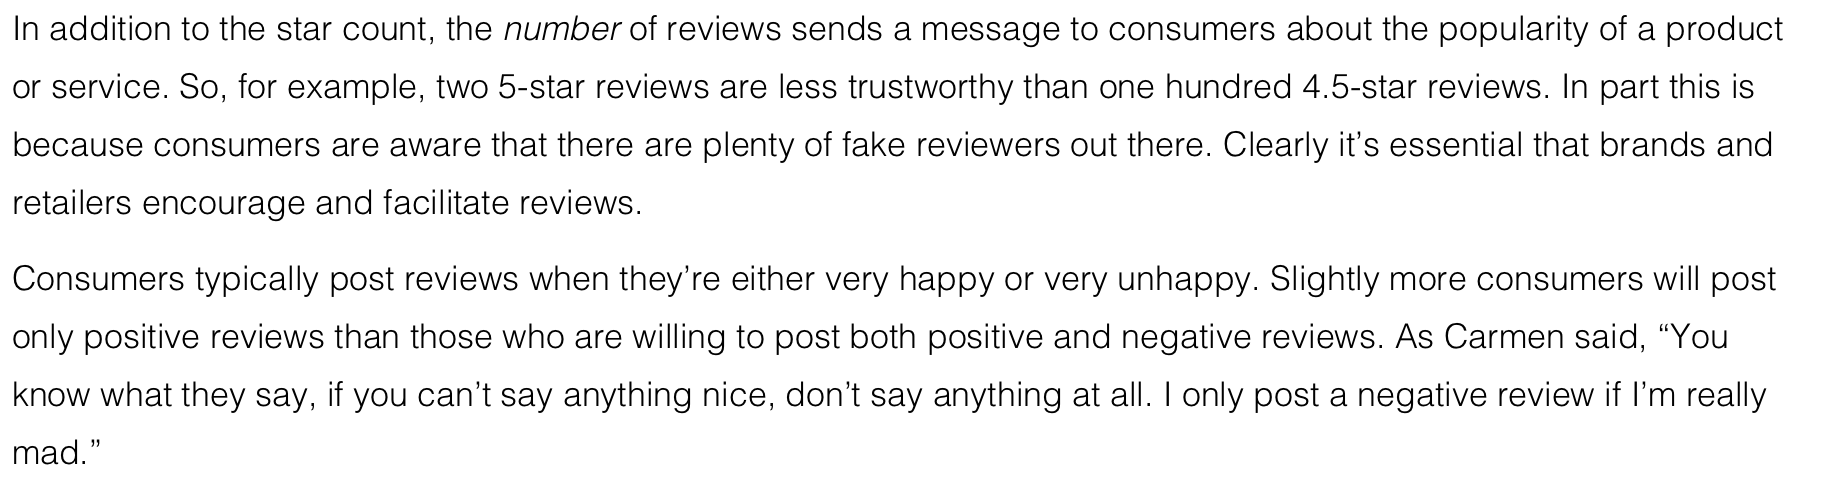 In addition to the star count, the number of reviews sends a message to consumers about the popularity of a product
or service. So, for example, two 5-star reviews are less trustworthy than one hundred 4.5-star reviews. In part this is
because consumers are aware that there are plenty of fake reviewers out there. Clearly it’s essential that brands and
retailers encourage and facilitate reviews.
Consumers typically post reviews when they’re either very happy or very unhappy. Slightly more consumers will post
only positive reviews than those who are willing to post both positive and negative reviews. As Carmen said, “You
know what they say, if you can’t say anything nice, don’t say anything at all. I only post a negative review if I’m really
mad.”